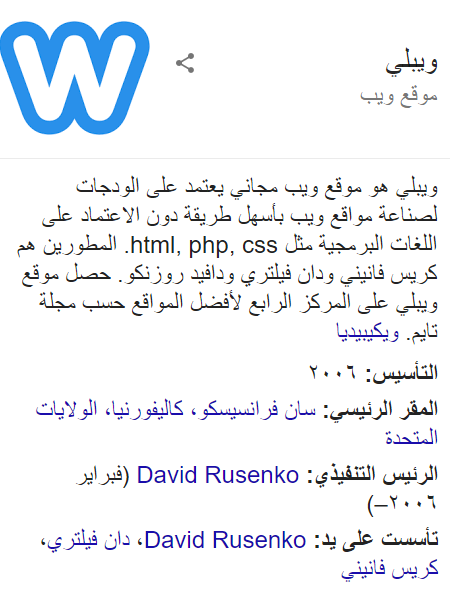 ويبلي
موقع ويب
ويبلي هو موقع ويب مجاني يعتمد على الودجات
لصناعة مواقع ويب بأسهل طريقة دون الاعتماد على
اللغات البرمجية مثل html, php, css. المطورين هم
كريس فانيني ودان فيلتري ودافيد روزنكو. حصل موقع
ويبلي على المركز الرابع لأفضل المواقع حسب مجلة
تايم. ويكيبيديا
التأسيس: ٢٠٠٦
المقر الرئيسي: سان فرانسيسكو، كاليفورنيا، الولايات
المتحدة
الرئيس التنفيذي: David Rusenko (فبراير
٢٠٠٦–)
تأسست على يد: David Rusenko، دان فيلتري،
كريس فانيني